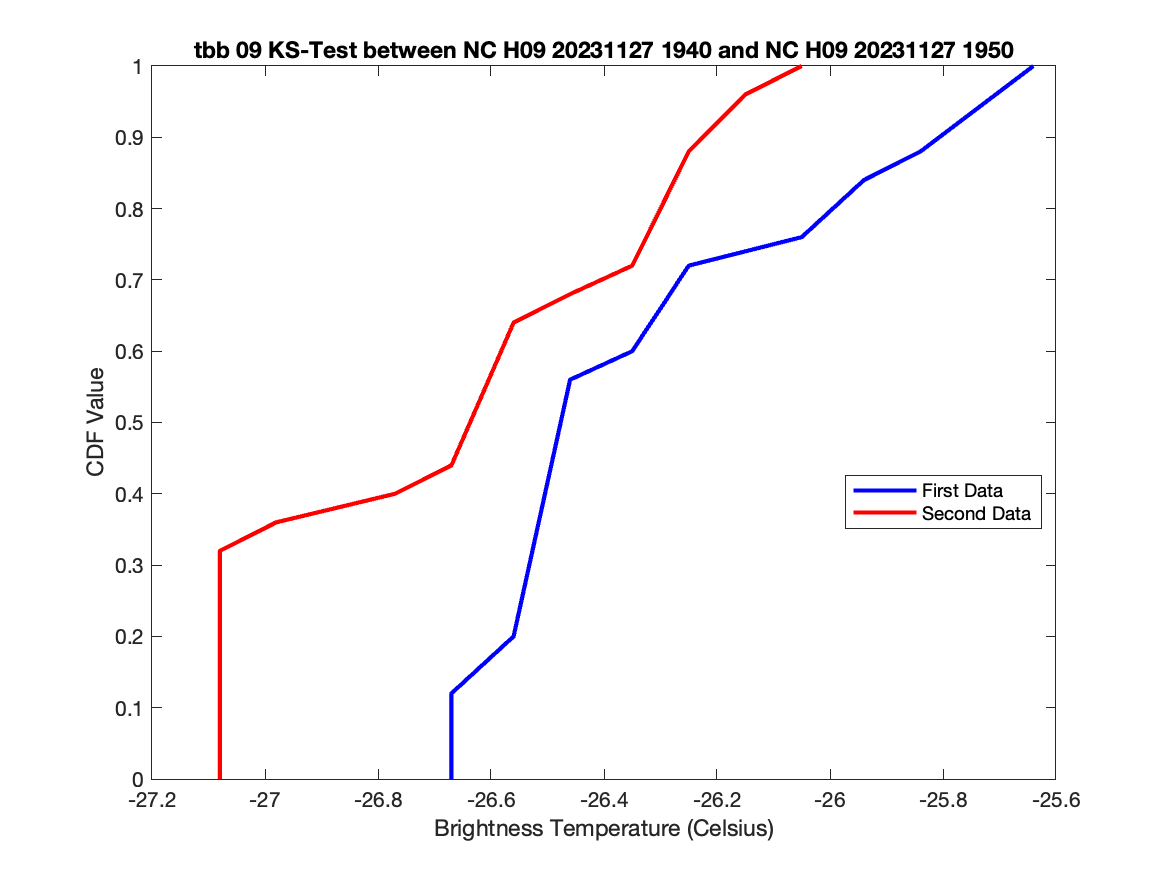 tbb 09 KS-Test between NC H09 20231127 1940 and NC H09 20231127 1950
1
0.9
0.8
0.7
0.6
0.5
0.4
0.3
0.2
0.1
0
CDF Value
First Data
Second Data
-27.2 -27 -26.8 -26.6 -26.4 -26.2 -26 -25.8 -25.6
Brightness Temperature (Celsius)